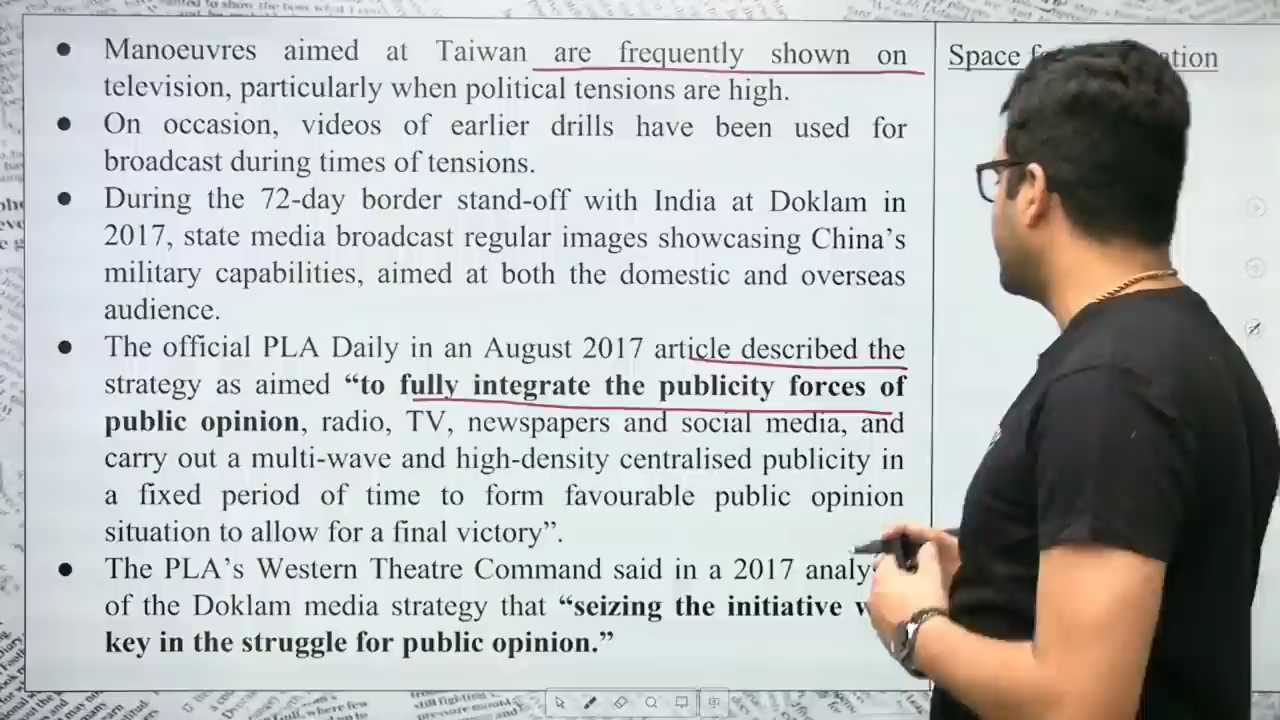 ● Manoeuvres aimed at Taiwan are frequently shown on
television, particularly when political tensions are high.
● On occasion, videos of earlier drills have been used for
broadcast during times of tensions.
● During the 72-day border stand-off with India at Doklam in
2017, state media broadcast regular images showcasing China's
military capabilities, aimed at both the domestic and overseas
audience.
● The official PLA Daily in an August 2017 article described the
strategy as aimed “to fully integrate the publicity forces of
public opinion, radio, TV, newspapers and social media, and
carry out a multi-wave and high-density centralised publicity in
a fixed period of time to form favourable public opinion
situation to allow for a final victory”.
● The PLA's Western Theatre Command said in a 2017
of the Doklam media strategy that “seizing the initiative
key in the struggle for public opinion.”
Space